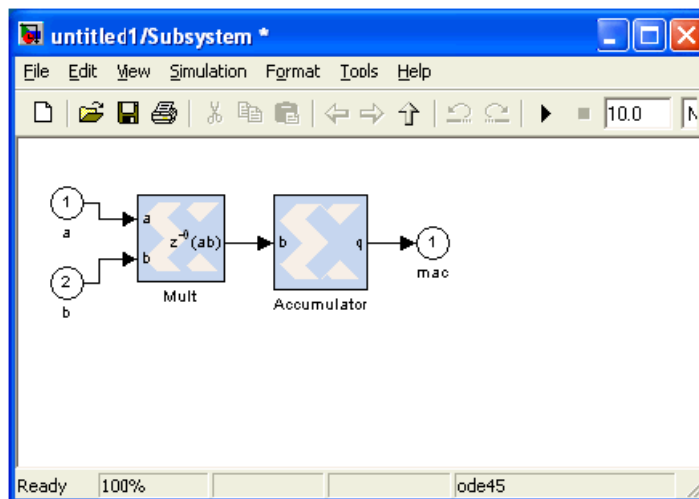 untitled1/Subsystem *
File Edit View Simulation Format Tools Help
10.0 N
1
a
2
b
a
b
z⁻⁰(ab)
Mult
b q
Accumulator
1
mac
Ready 100% ode45